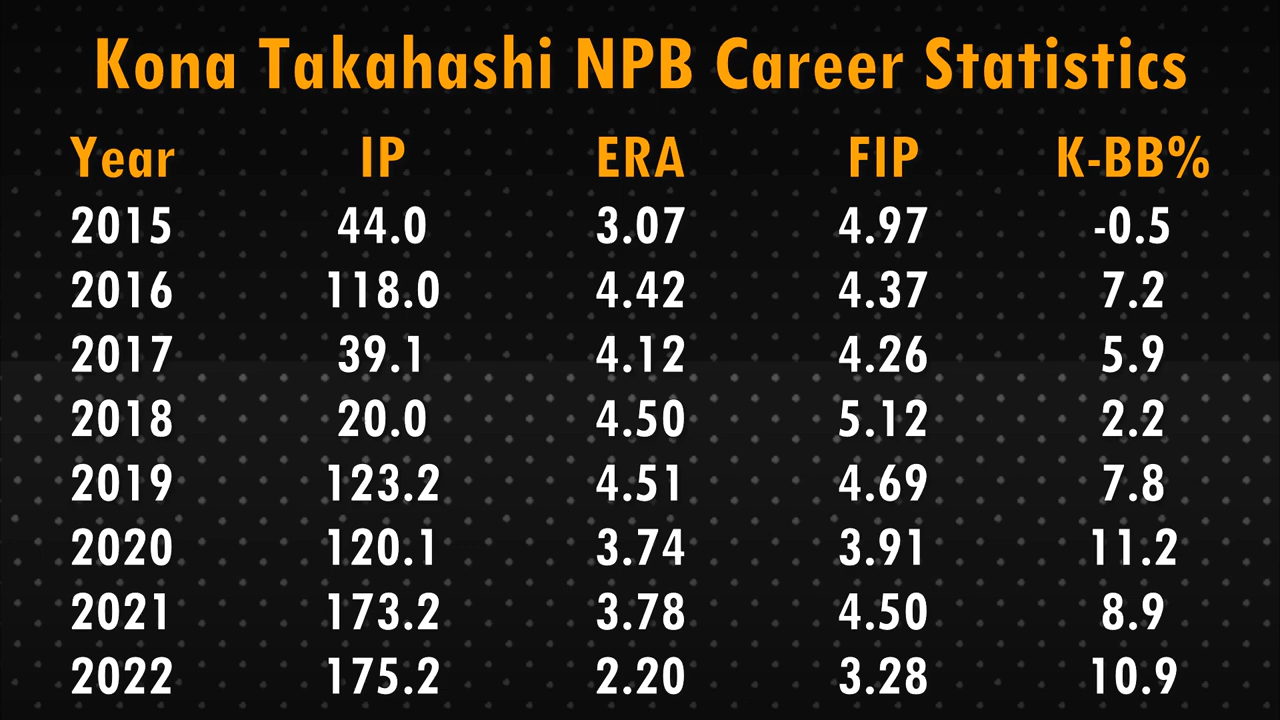 Kona Takahashi NPB Career Statistics
Year IP ERA FIP K-BB%
2015 44.0 3.07 4.97 -0.5
2016 118.0 4.42 4.37 7.2
2017 39.1 4.12 4.26 5.9
2018 20.0 4.50 5.12 2.2
2019 123.2 4.51 4.69 7.8
2020 120.1 3.74 3.91 11.2
2021 173.2 3.78 4.50 8.9
2022 175.2 2.20 3.28 10.9